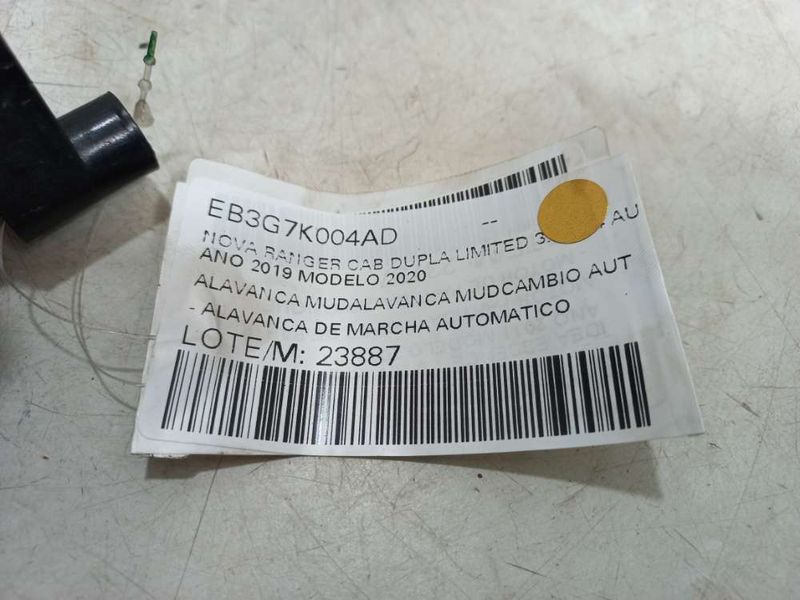 EB3G7K004AD --
NOVA RANGER CAB DUPLA LIMITED AU
ANO 2019 MODELO 2020
ALAVANCA MUDALAVANCA MUDCAMBIO AUT
- ALAVANCA DE MARCHA AUTOMATICO
LOTE/M: 23887